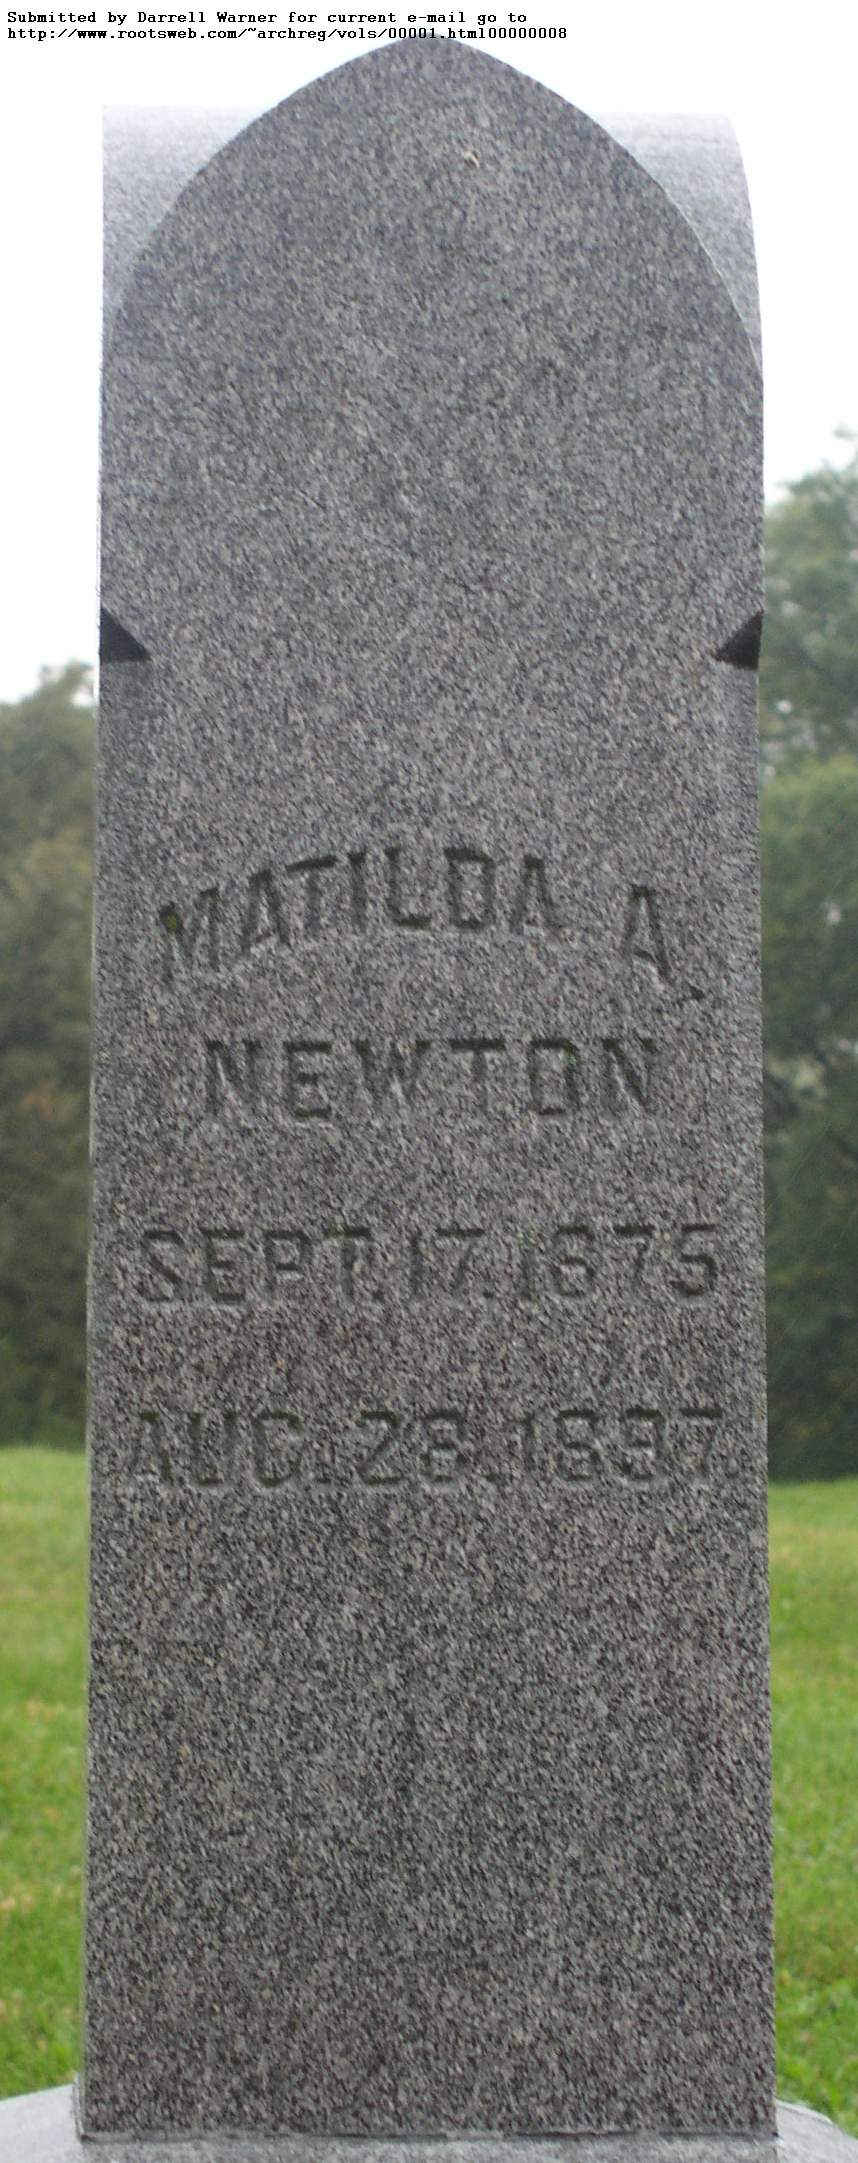 Submitted by Darrell Warner for current e-mail go to
http://www.rootsweb.com/~archreg/vols/00001.html00000008
MATILDA A.
NEWTON
SEPT. 17. 1875
AUG. 28. 1897.